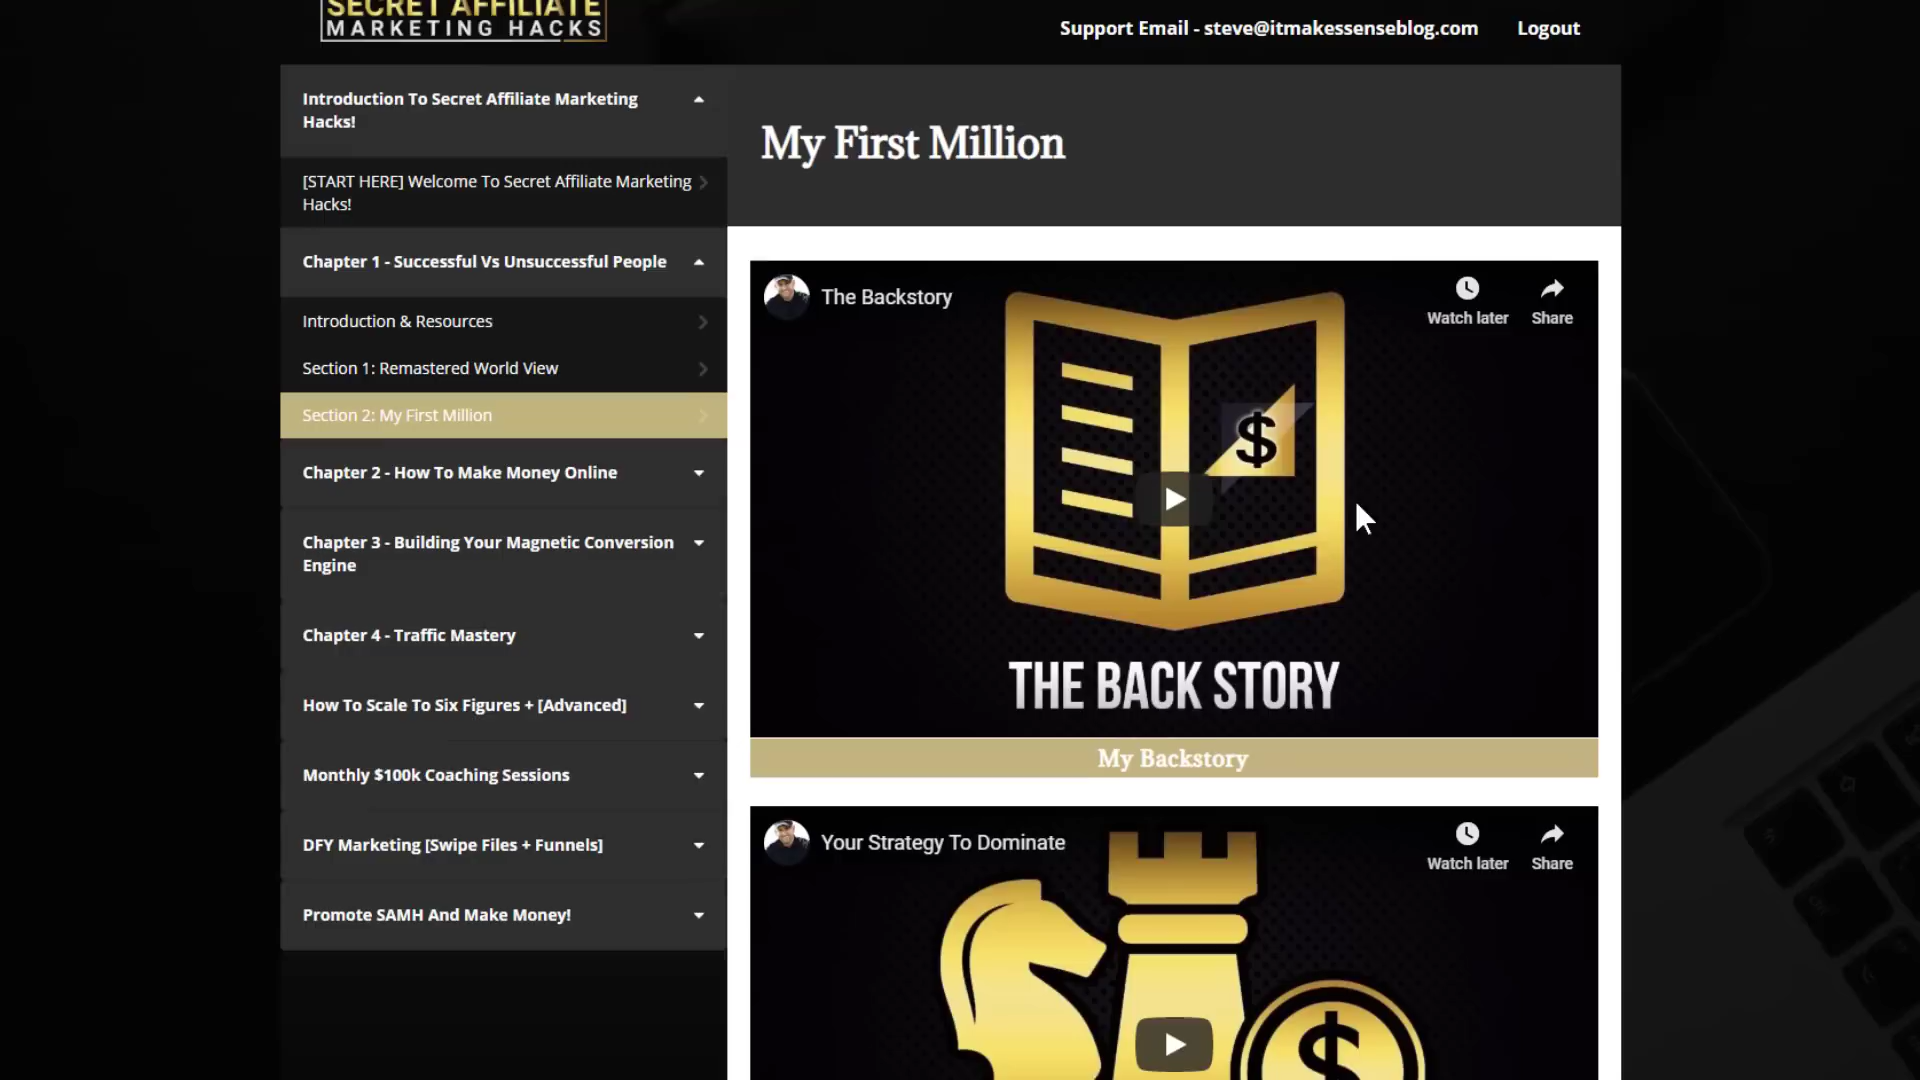 SECRET AFFILIATE
MARKETING HACKS
Support Email - steve@itmakessenseblog.com
Logout
Introduction To Secret Affiliate Marketing
Hacks!
[START HERE] Welcome To Secret Affiliate Marketing
Hacks!
Chapter 1 - Successful Vs Unsuccessful People
Introduction & Resources
Section 1: Remastered World View
Section 2: My First Million
Chapter 2 - How To Make Money Online
Chapter 3 - Building Your Magnetic Conversion
Engine
Chapter 4 - Traffic Mastery
How To Scale To Six Figures + [Advanced]
Monthly $100k Coaching Sessions
DFY Marketing [Swipe Files + Funnels]
Promote SAMH And Make Money!
My First Million
The Backstory
Watch later
Share
$
THE BACK STORY
My Backstory
Your Strategy To Dominate
Watch later
Share
$